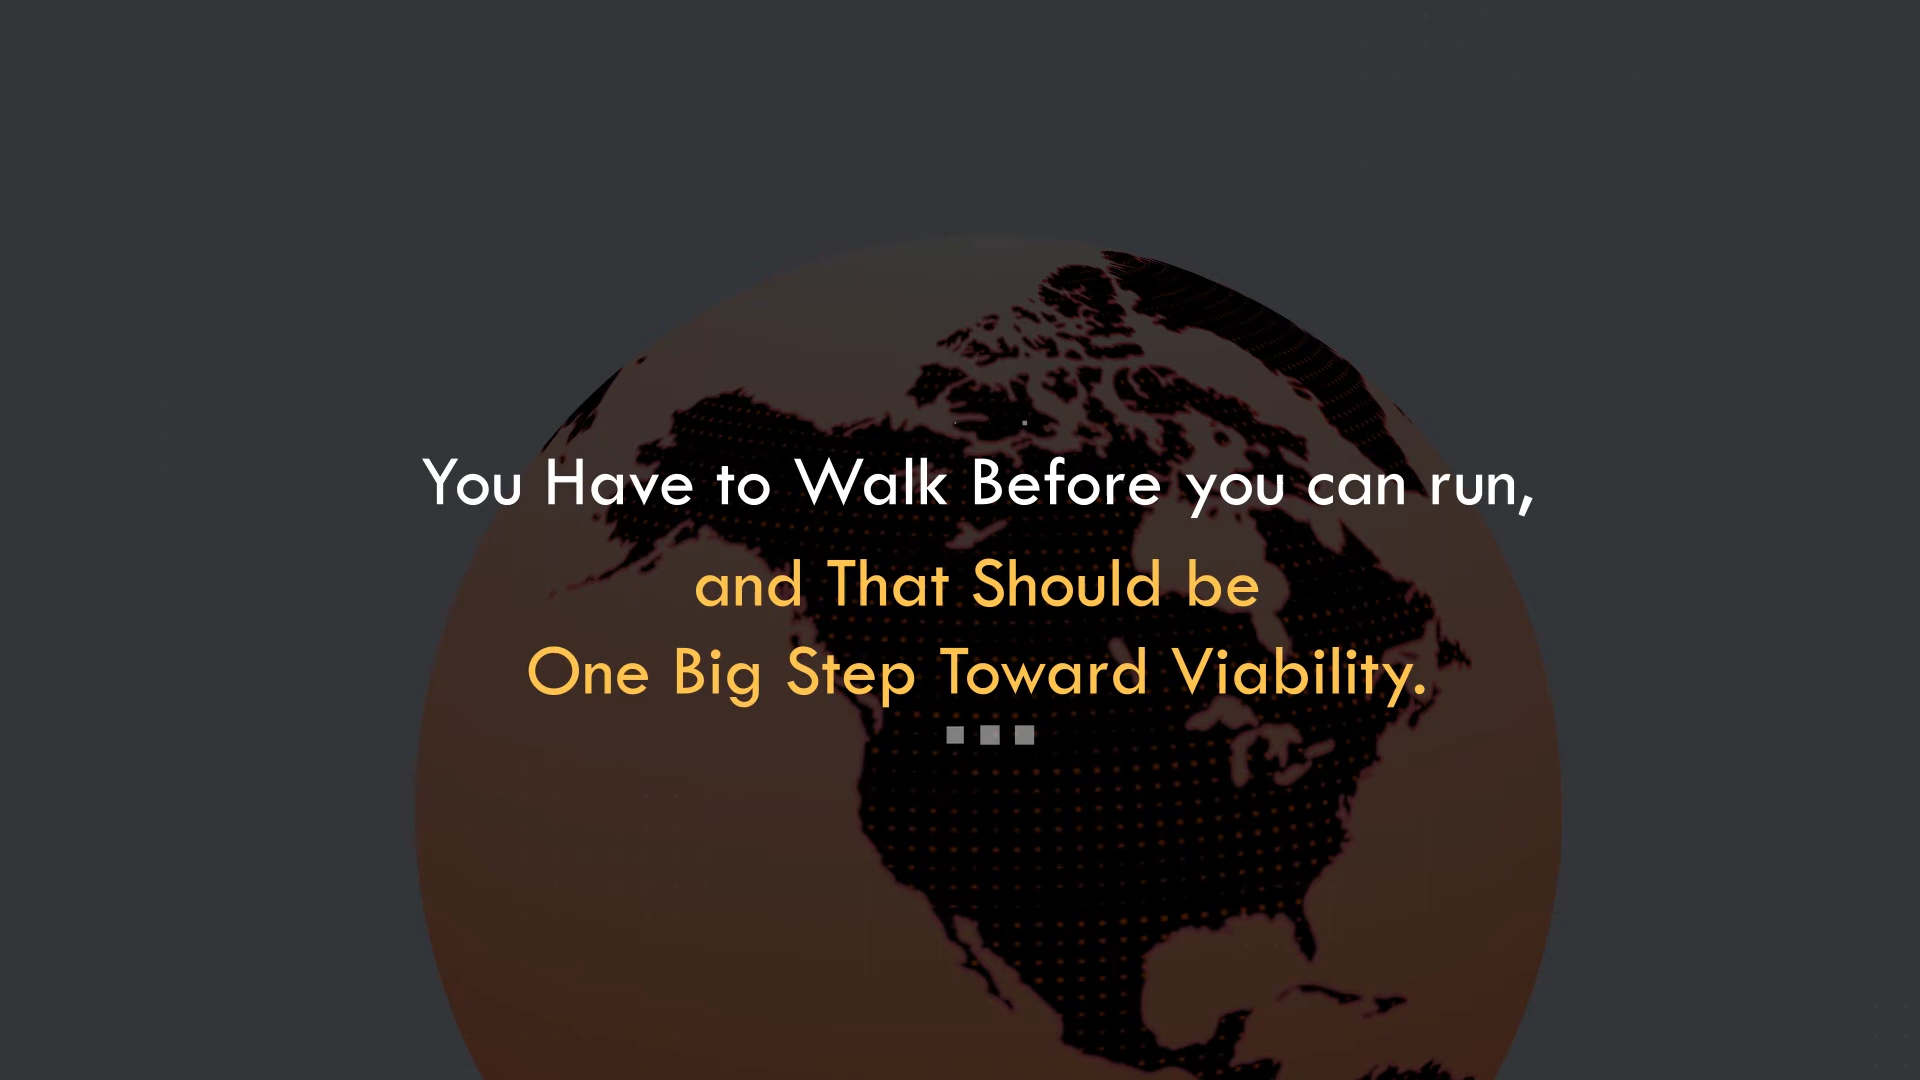 You Have to Walk Before you can run,
and That Should be
One Big Step Toward Viability.